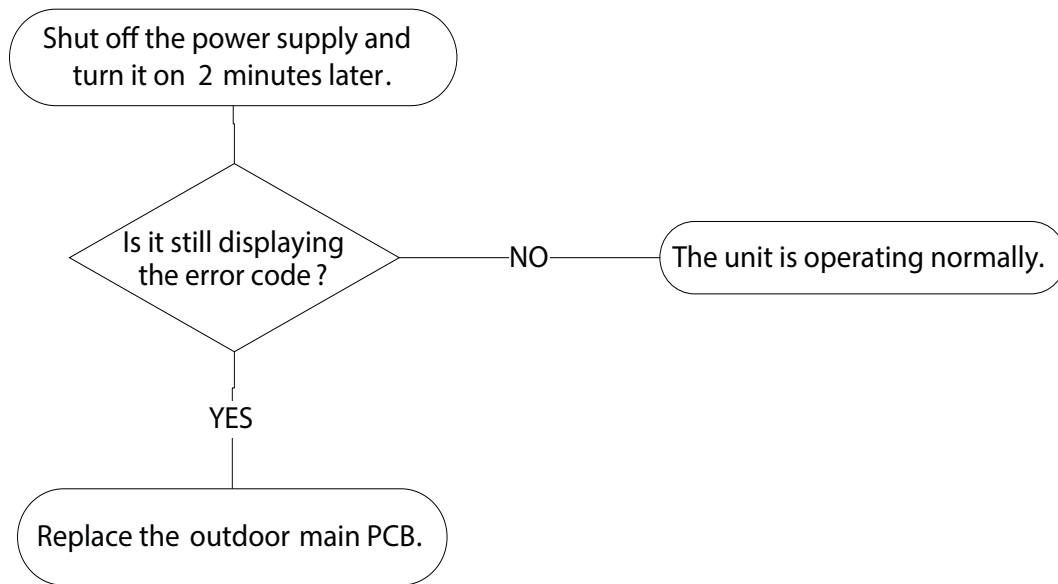 Shut off the power supply and
turn it on 2 minutes later.
Is it still displaying
the error code?
NO
The unit is operating normally.
YES
Replace the outdoor main PCB.